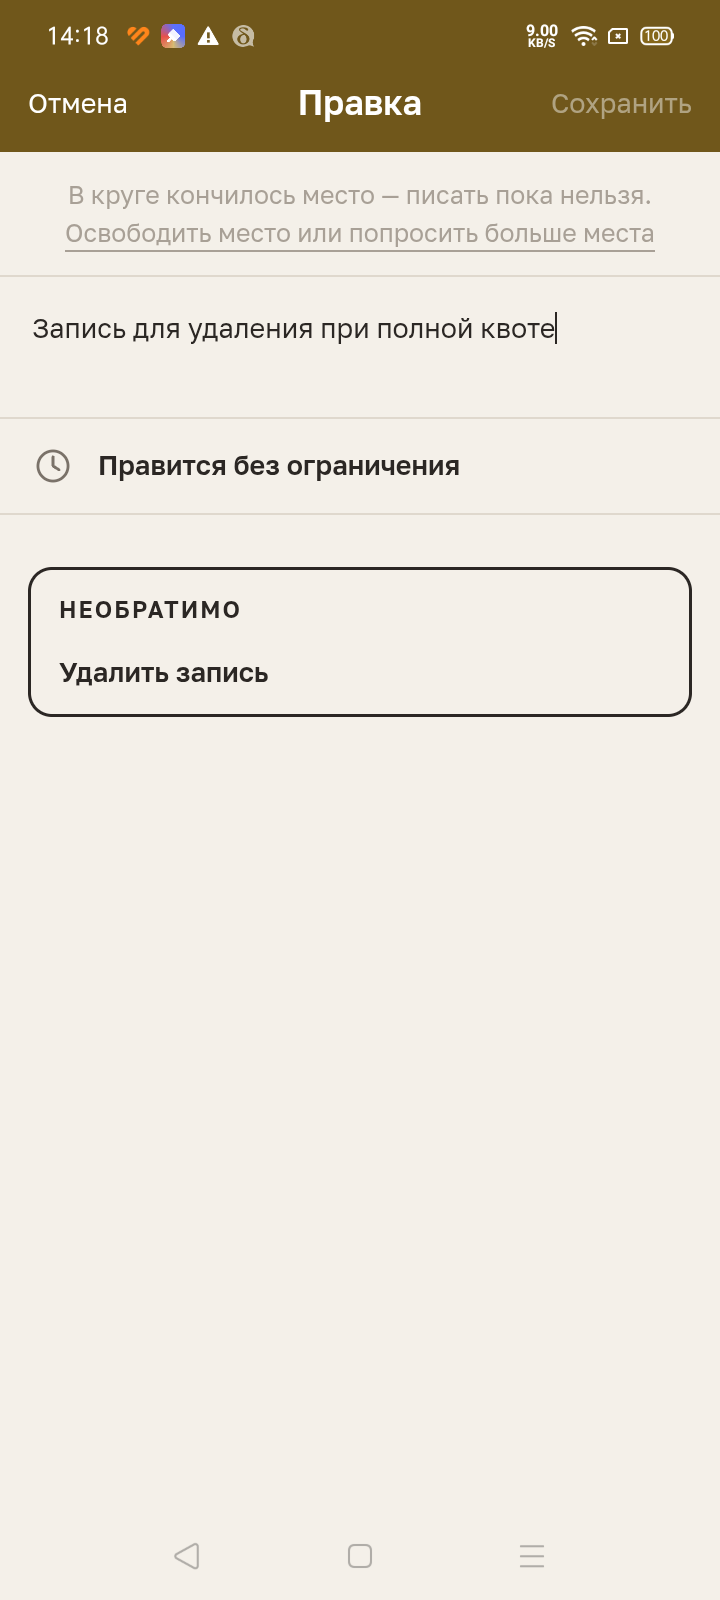 14:18
9.00
KB/S
100
Отмена
Правка
Сохранить
В круге кончилось место — писать пока нельзя.
Освободить место или попросить больше места
Запись для удаления при полной квоте
Правится без ограничения
НЕОБРАТИМО
Удалить запись